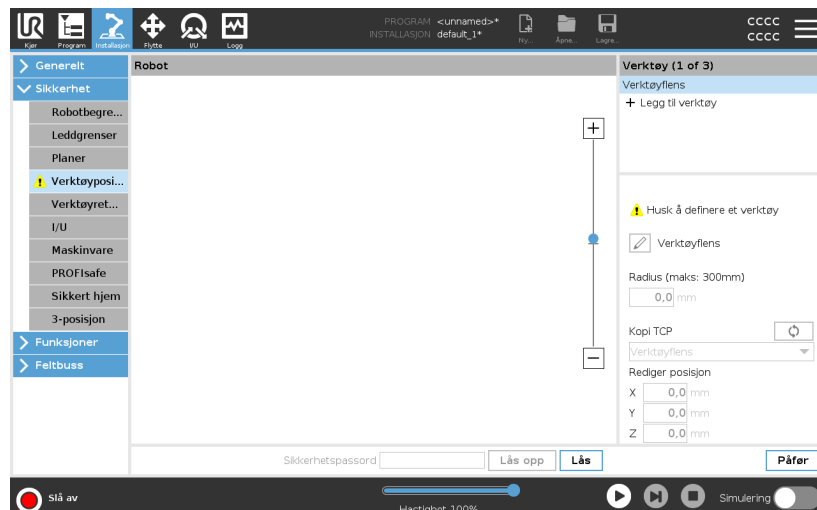 PROGRAM <unnamed>*
INSTALLASJON default_1*
CCCC
CCCC
Kjør Program Installasjon Flytte I/U Logg Ny... Åpne... Lagre...
Generelt
Sikkerhet
Robotbegre...
Leddgrenser
Planer
Verktøyposi...
Verktøyret...
I/U
Maskinvare
PROFIsafe
Sikkert hjem
3-posisjon
Funksjoner
Feltbuss
Robot
Verktøy (1 of 3)
Verktøyflens
+ Legg til verktøy
Husk å definere et verktøy
Verktøyflens
Radius (maks: 300mm)
0,0 mm
Kopi TCP
Verktøyflens
Rediger posisjon
X 0,0 mm
Y 0,0 mm
Z 0,0 mm
Sikkerhetspassord Lås opp Lås Påfør
Slå av
Hastighet 100%
Simulering